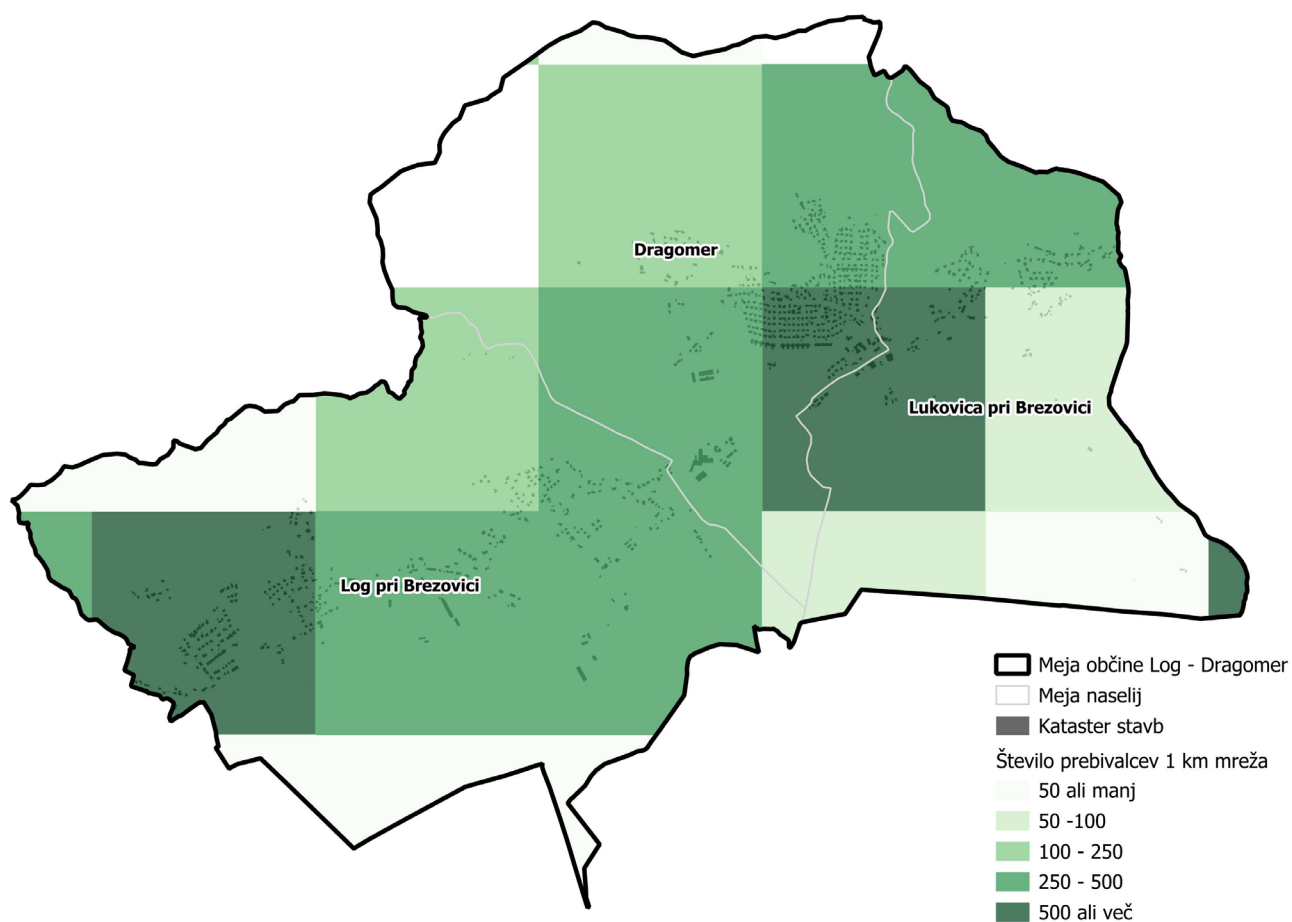 Dragomer
Lukovica pri Brezovici
Log pri Brezovici
Meja občine Log - Dragomer
Meja naselij
Kataster stavb
Število prebivalcev 1 km mreža
50 ali manj
50 -100
100 - 250
250 - 500
500 ali več